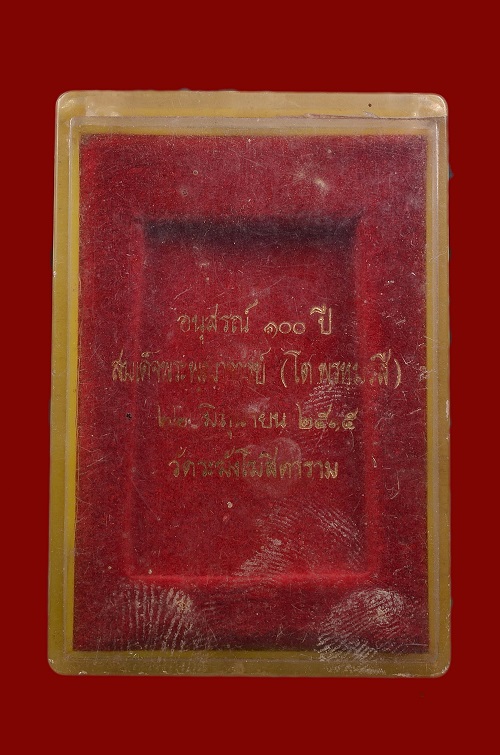 อนุสรณ์ ๑๐๐ ปี
สมเด็จพระพุฒาจารย์ (โต พรหมรังสี)
๒๒ มิถุนายน ๒๕๑๕
วัดระฆังโฆสิตาราม